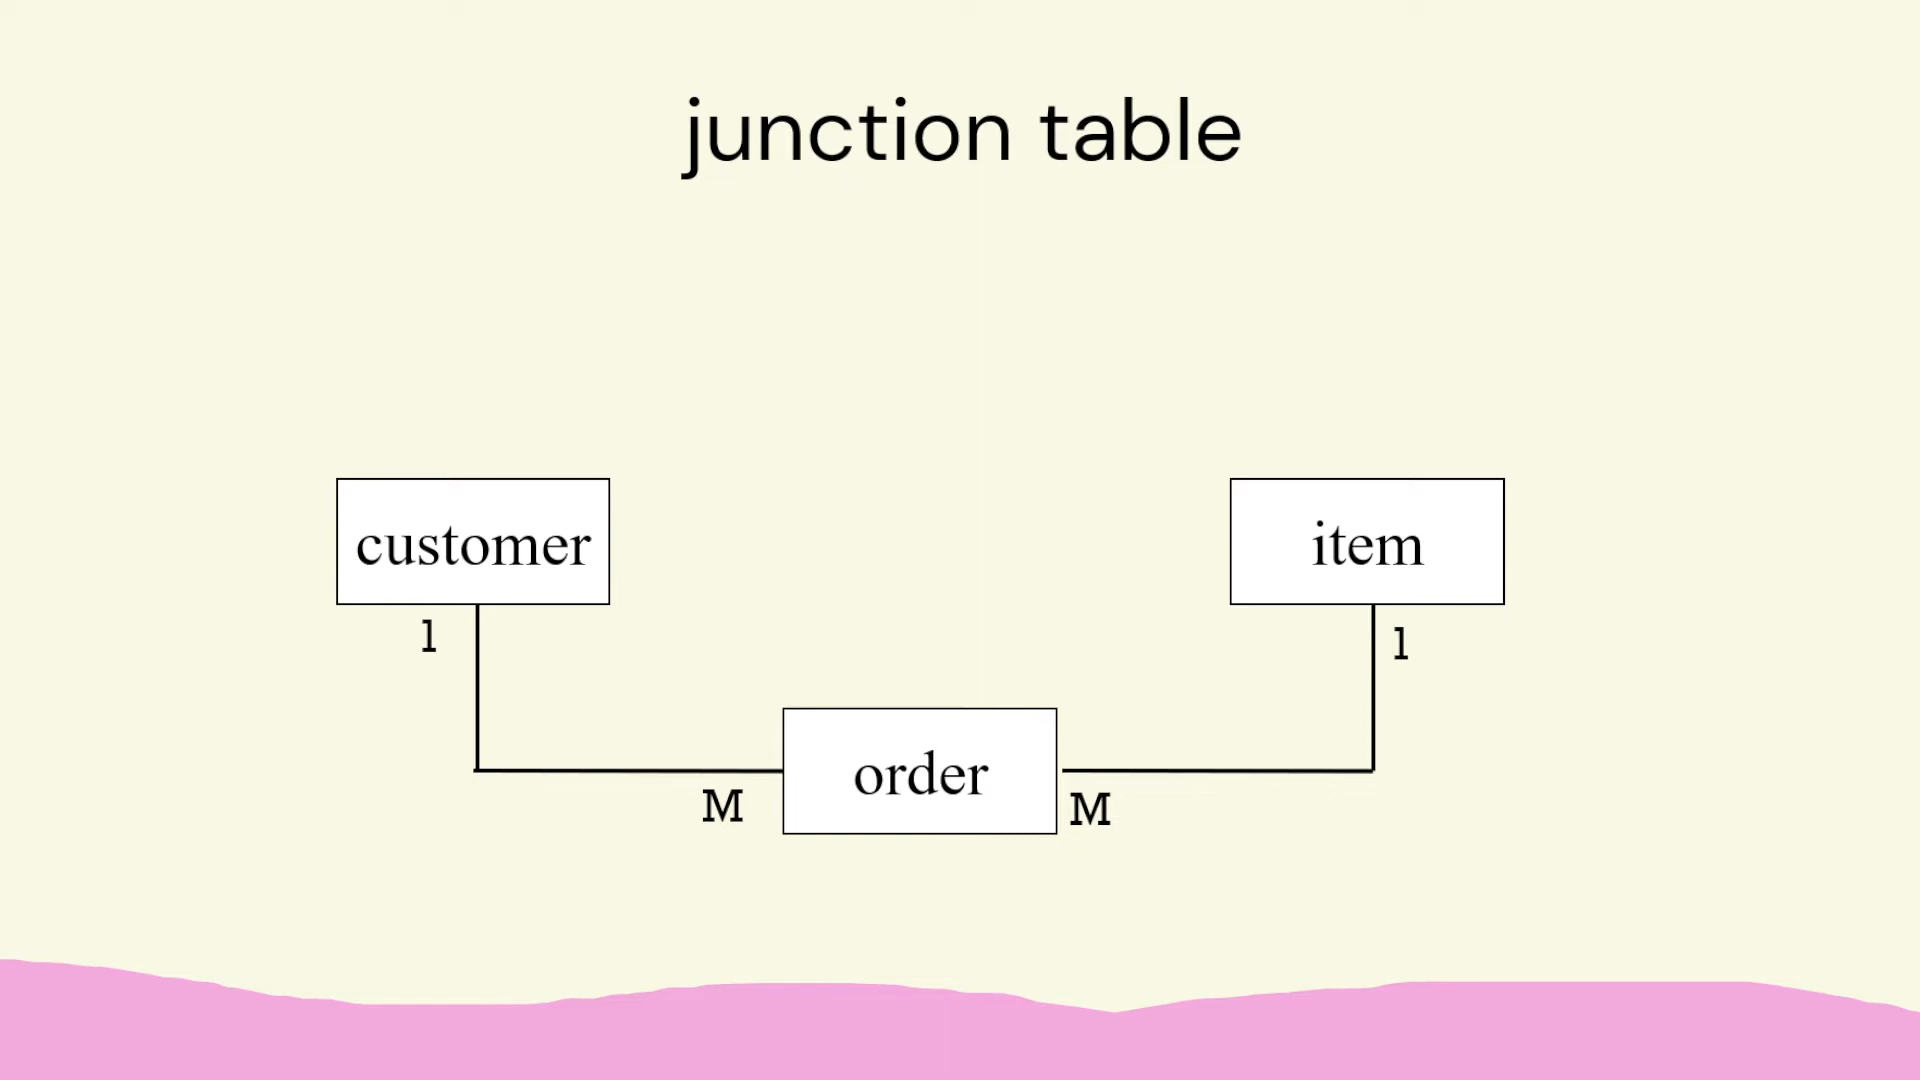 junction table
customer
item
1
1
order
M
M